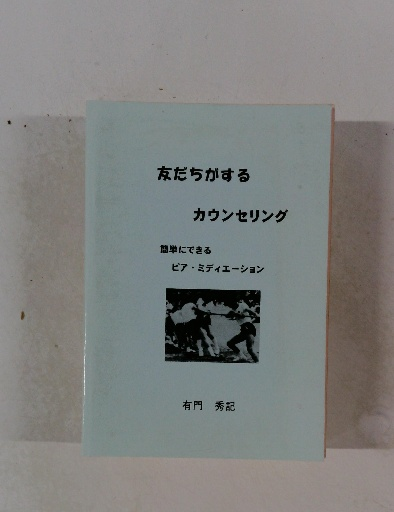 友だちがする
カウンセリング
簡単にできる
ピア・ミディエーション
有門 秀記